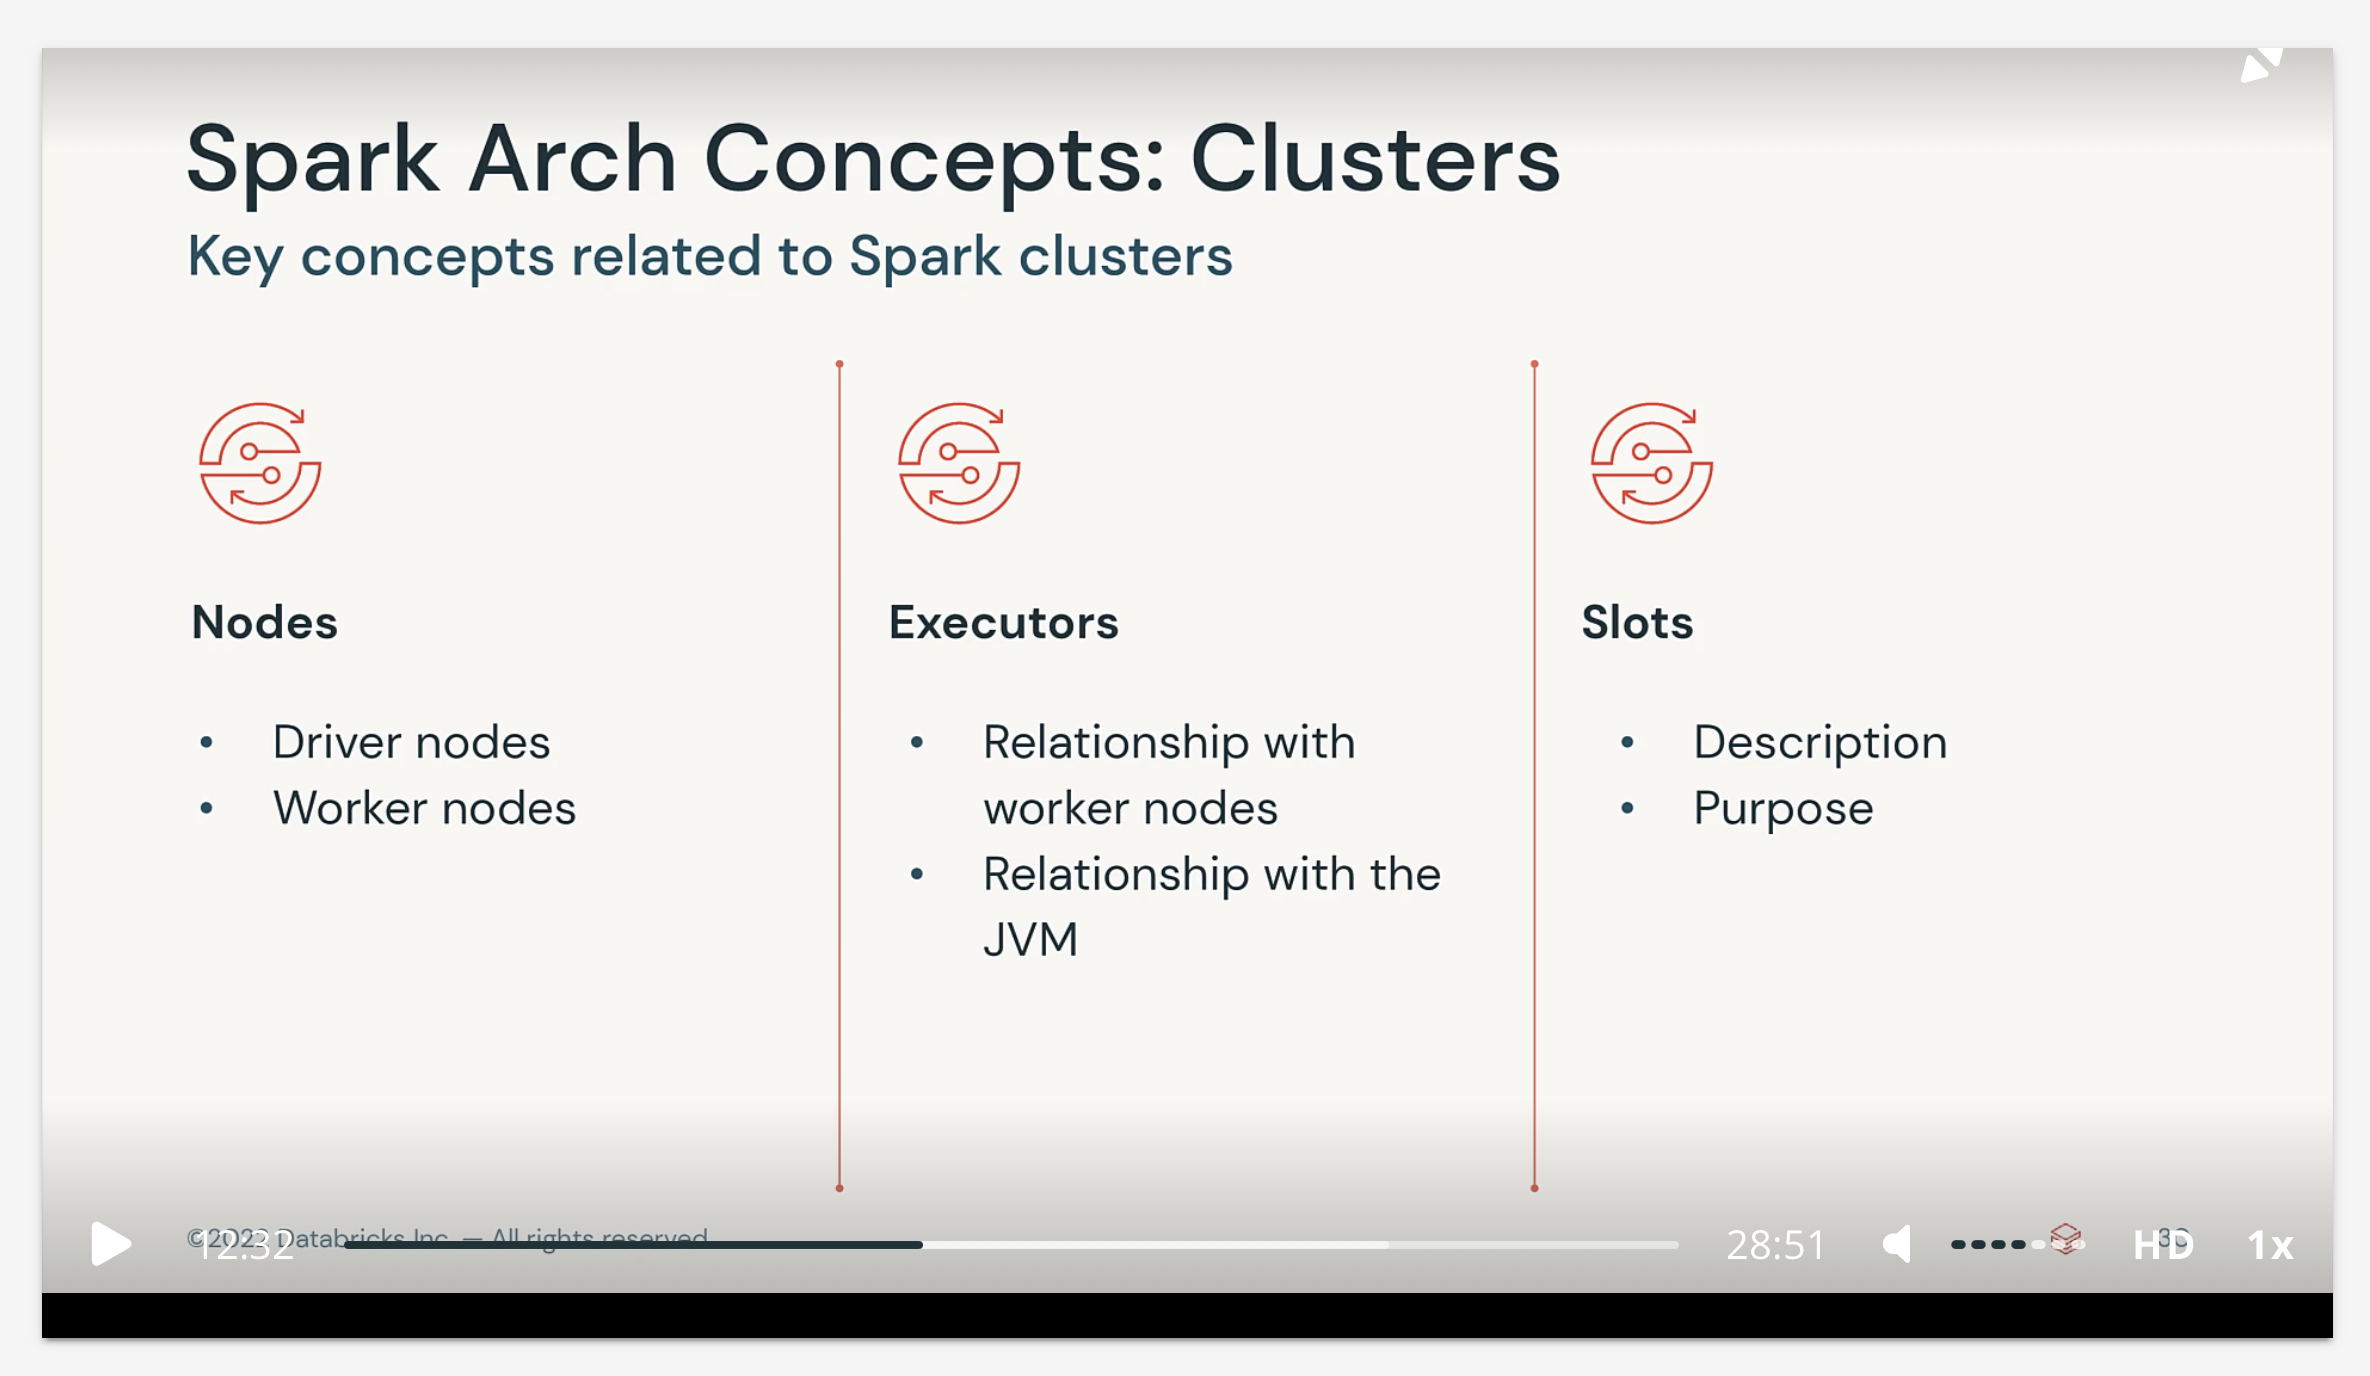 Spark Arch Concepts: Clusters
Key concepts related to Spark clusters
Nodes
• Driver nodes
• Worker nodes
Executors
• Relationship with
worker nodes
• Relationship with the
JVM
Slots
• Description
• Purpose
©2022 Databricks Inc. — All rights reserved
12:32
28:51
HD
1x